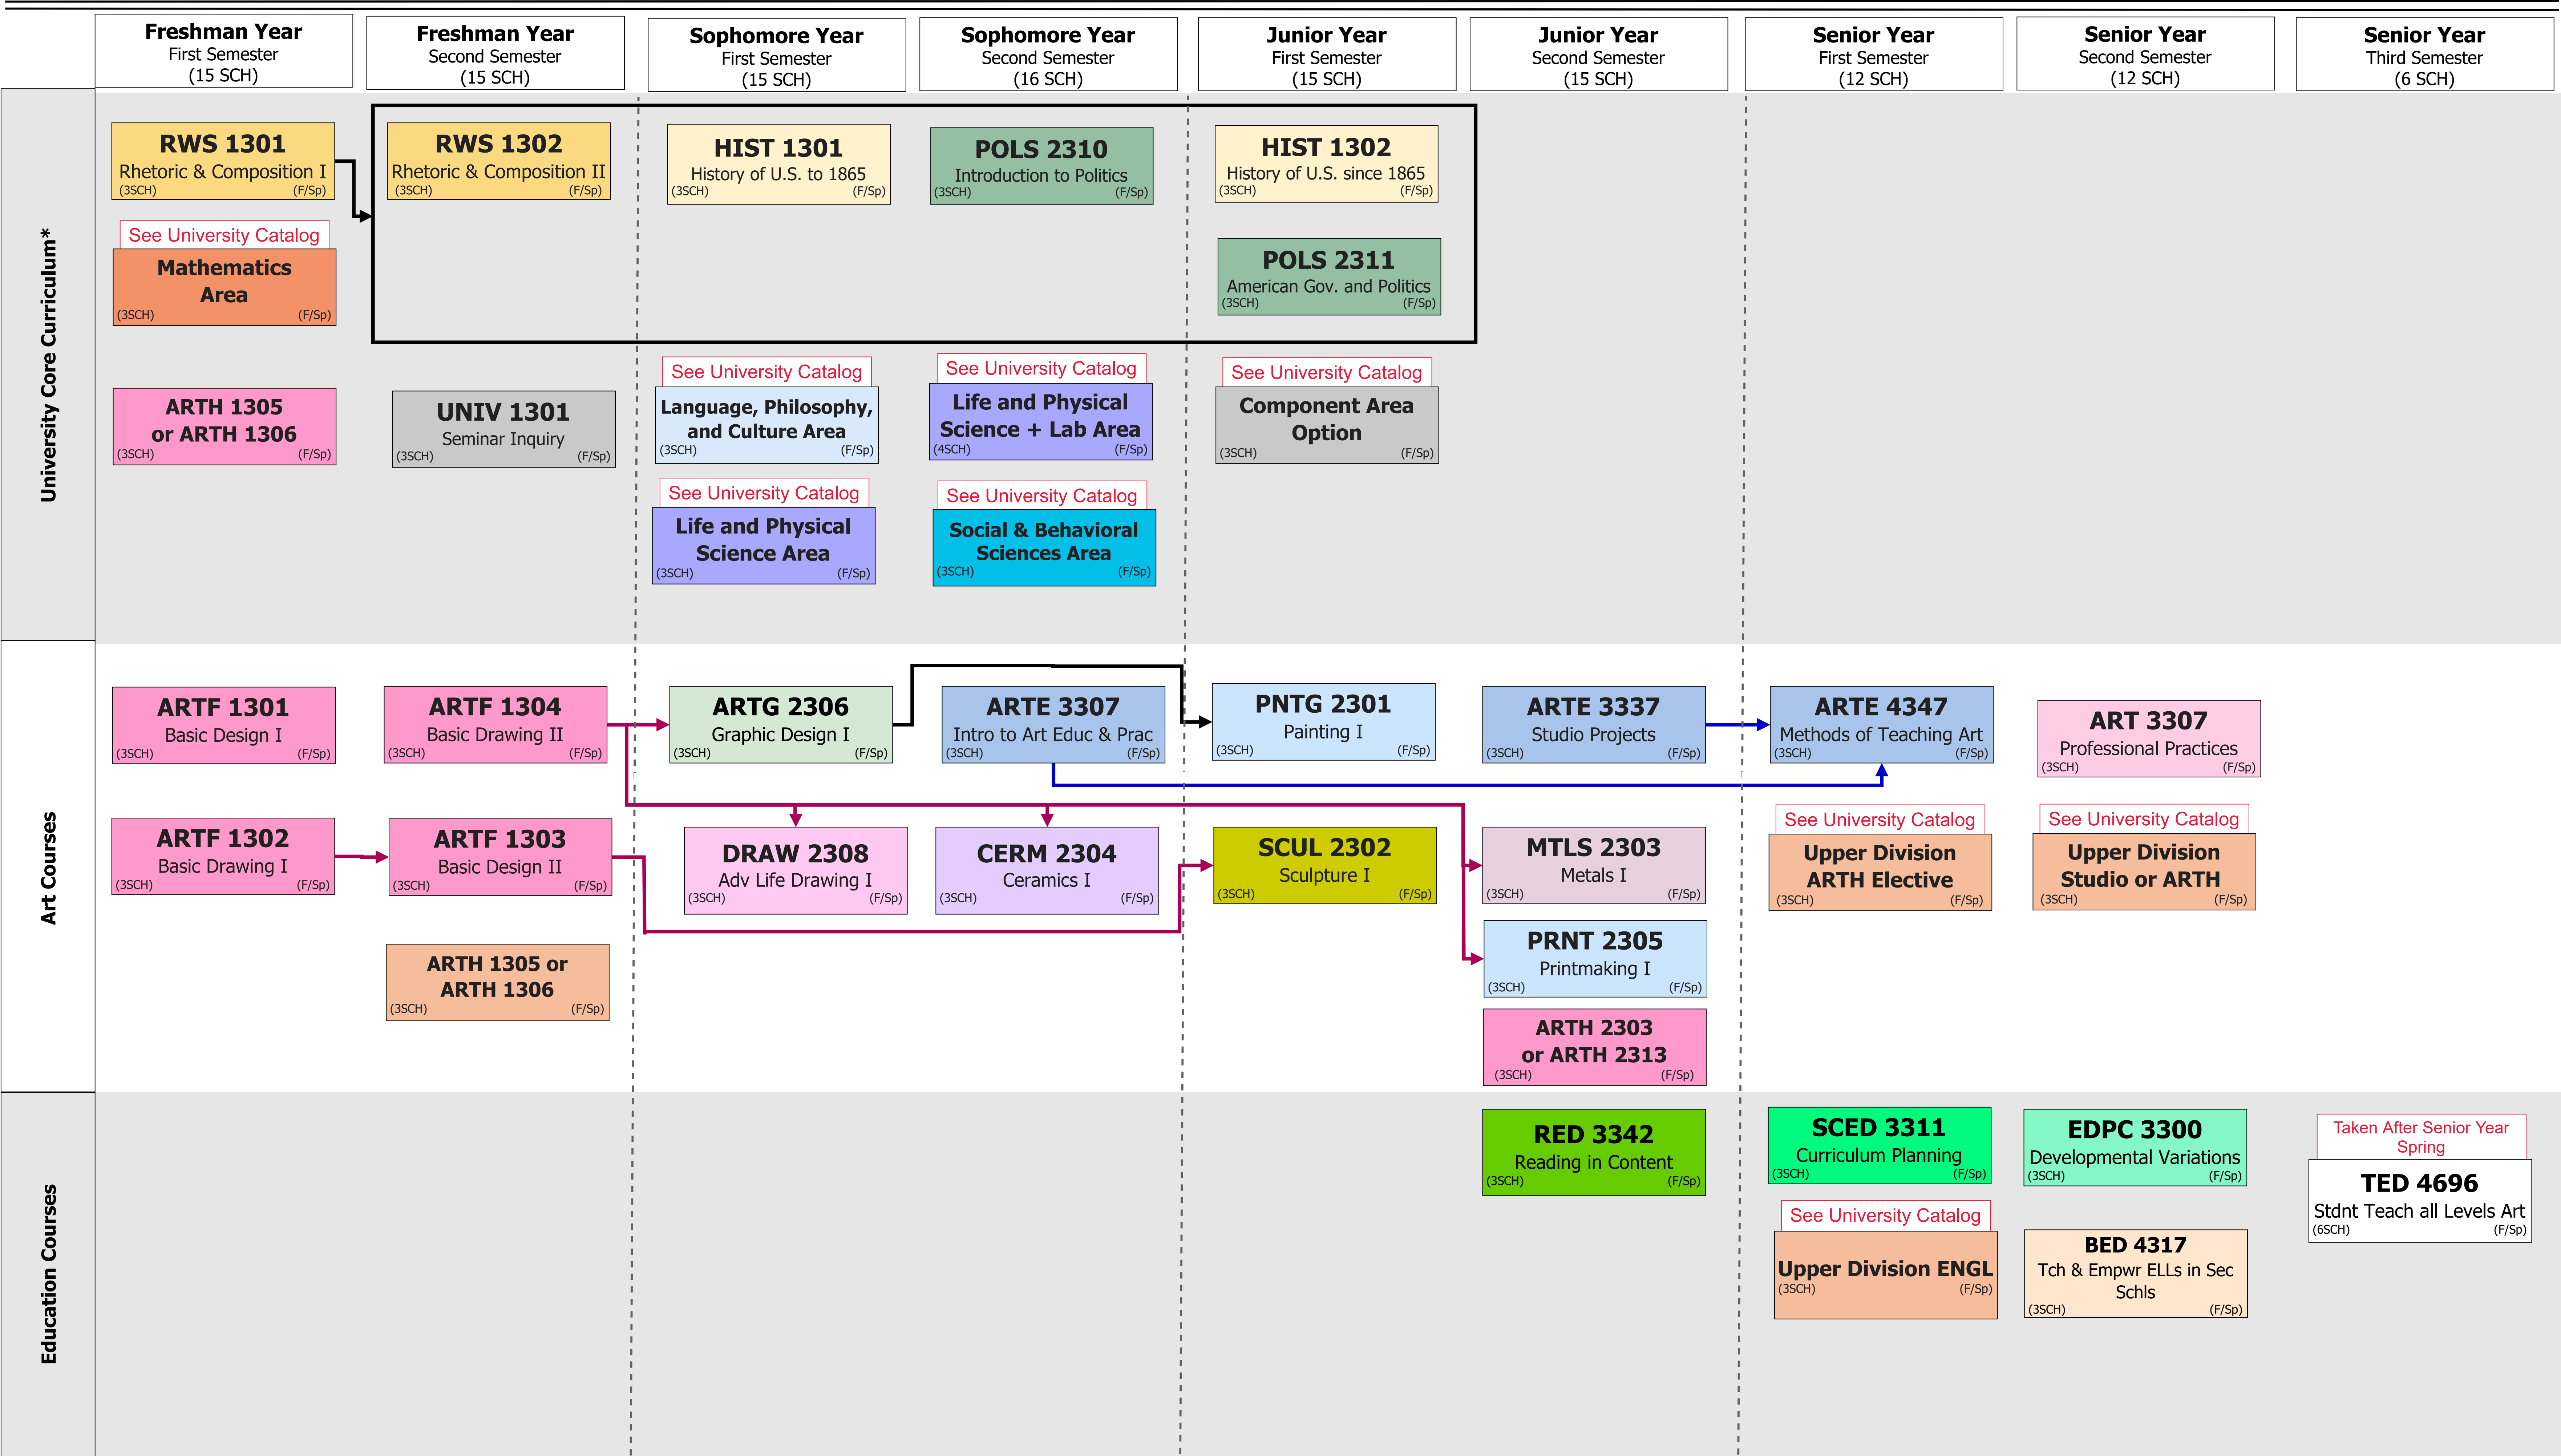 Freshman Year
First Semester
(15 SCH)
Freshman Year
Second Semester
(15 SCH)
Sophomore Year
First Semester
(15 SCH)
Sophomore Year
Second Semester
(16 SCH)
Junior Year
First Semester
(15 SCH)
Junior Year
Second Semester
(15 SCH)
Senior Year
First Semester
(12 SCH)
Senior Year
Second Semester
(12 SCH)
Senior Year
Third Semester
(6 SCH)
University Core Curriculum*
RWS 1301
Rhetoric & Composition I
(3SCH) (F/Sp)
RWS 1302
Rhetoric & Composition II
(3SCH) (F/Sp)
HIST 1301
History of U.S. to 1865
(3SCH) (F/Sp)
POLS 2310
Introduction to Politics
(3SCH) (F/Sp)
HIST 1302
History of U.S. since 1865
(3SCH) (F/Sp)
See University Catalog
Mathematics
Area
(3SCH) (F/Sp)
POLS 2311
American Gov. and Politics
(3SCH) (F/Sp)
ARTH 1305
or ARTH 1306
(3SCH) (F/Sp)
UNIV 1301
Seminar Inquiry
(3SCH) (F/Sp)
See University Catalog
Language, Philosophy,
and Culture Area
(3SCH) (F/Sp)
See University Catalog
Life and Physical
Science + Lab Area
(4SCH) (F/Sp)
See University Catalog
Component Area
Option
(3SCH) (F/Sp)
See University Catalog
Life and Physical
Science Area
(3SCH) (F/Sp)
See University Catalog
Social & Behavioral
Sciences Area
(3SCH) (F/Sp)
Art Courses
ARTF 1301
Basic Design I
(3SCH) (F/Sp)
ARTF 1304
Basic Drawing II
(3SCH) (F/Sp)
ARTG 2306
Graphic Design I
(3SCH) (F/Sp)
ARTE 3307
Intro to Art Educ & Prac
(3SCH) (F/Sp)
PNTG 2301
Painting I
(3SCH) (F/Sp)
ARTE 3337
Studio Projects
(3SCH) (F/Sp)
ARTE 4347
Methods of Teaching Art
(3SCH) (F/Sp)
ART 3307
Professional Practices
(3SCH) (F/Sp)
ARTF 1302
Basic Drawing I
(3SCH) (F/Sp)
ARTF 1303
Basic Design II
(3SCH) (F/Sp)
DRAW 2308
Adv Life Drawing I
(3SCH) (F/Sp)
CERM 2304
Ceramics I
(3SCH) (F/Sp)
SCUL 2302
Sculpture I
(3SCH) (F/Sp)
MTLS 2303
Metals I
(3SCH) (F/Sp)
See University Catalog
Upper Division
ARTH Elective
(3SCH) (F/Sp)
See University Catalog
Upper Division
Studio or ARTH
(3SCH) (F/Sp)
ARTH 1305 or
ARTH 1306
(3SCH) (F/Sp)
PRNT 2305
Printmaking I
(3SCH) (F/Sp)
ARTH 2303
or ARTH 2313
(3SCH) (F/Sp)
Education Courses
RED 3342
Reading in Content
(3SCH) (F/Sp)
SCED 3311
Curriculum Planning
(3SCH) (F/Sp)
EDPC 3300
Developmental Variations
(3SCH) (F/Sp)
Taken After Senior Year
Spring
TED 4696
Stdnt Teach all Levels Art
(6SCH) (F/Sp)
See University Catalog
Upper Division ENGL
(3SCH) (F/Sp)
BED 4317
Tch & Empwr ELLs in Sec
Schls
(3SCH) (F/Sp)